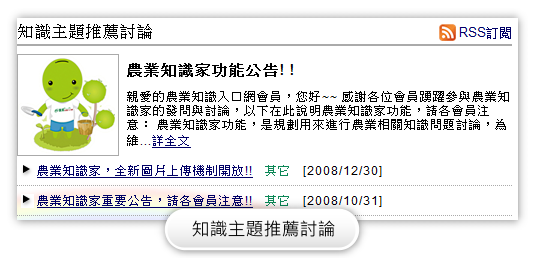 知識主題推薦討論
RSS訂閱
農業知識家功能公告!!
親愛的農業知識入口網會員，您好~~ 感謝各位會員踴躍參與農業知
識家的發問與討論，以下在此說明農業知識家功能，請各會員注
意： 農業知識家功能，是規劃用來進行農業相關知識問題討論，為
維...詳全文
農業知識家，全新圖片上傳機制開放!! 其它 [2008/12/30]
農業知識家重要公告，請各會員注意!! 其它 [2008/10/31]
知識主題推薦討論